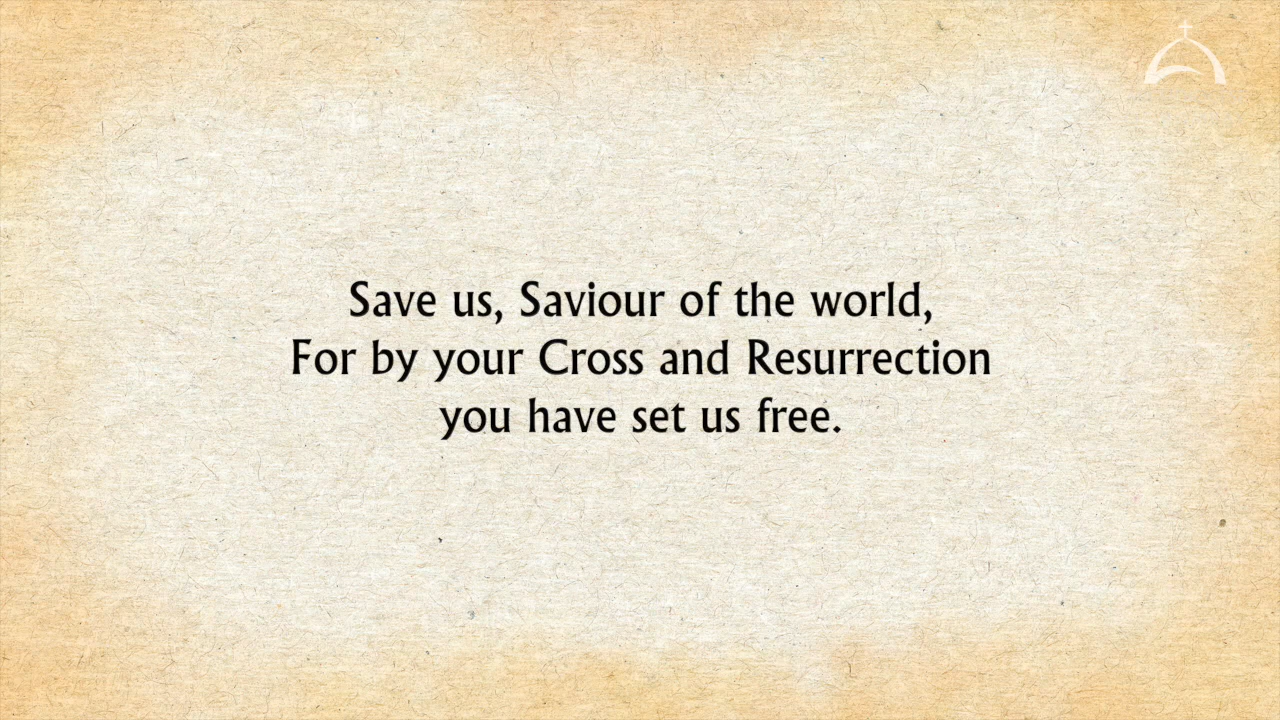 Save us, Saviour of the world,
For by your Cross and Resurrection
you have set us free.